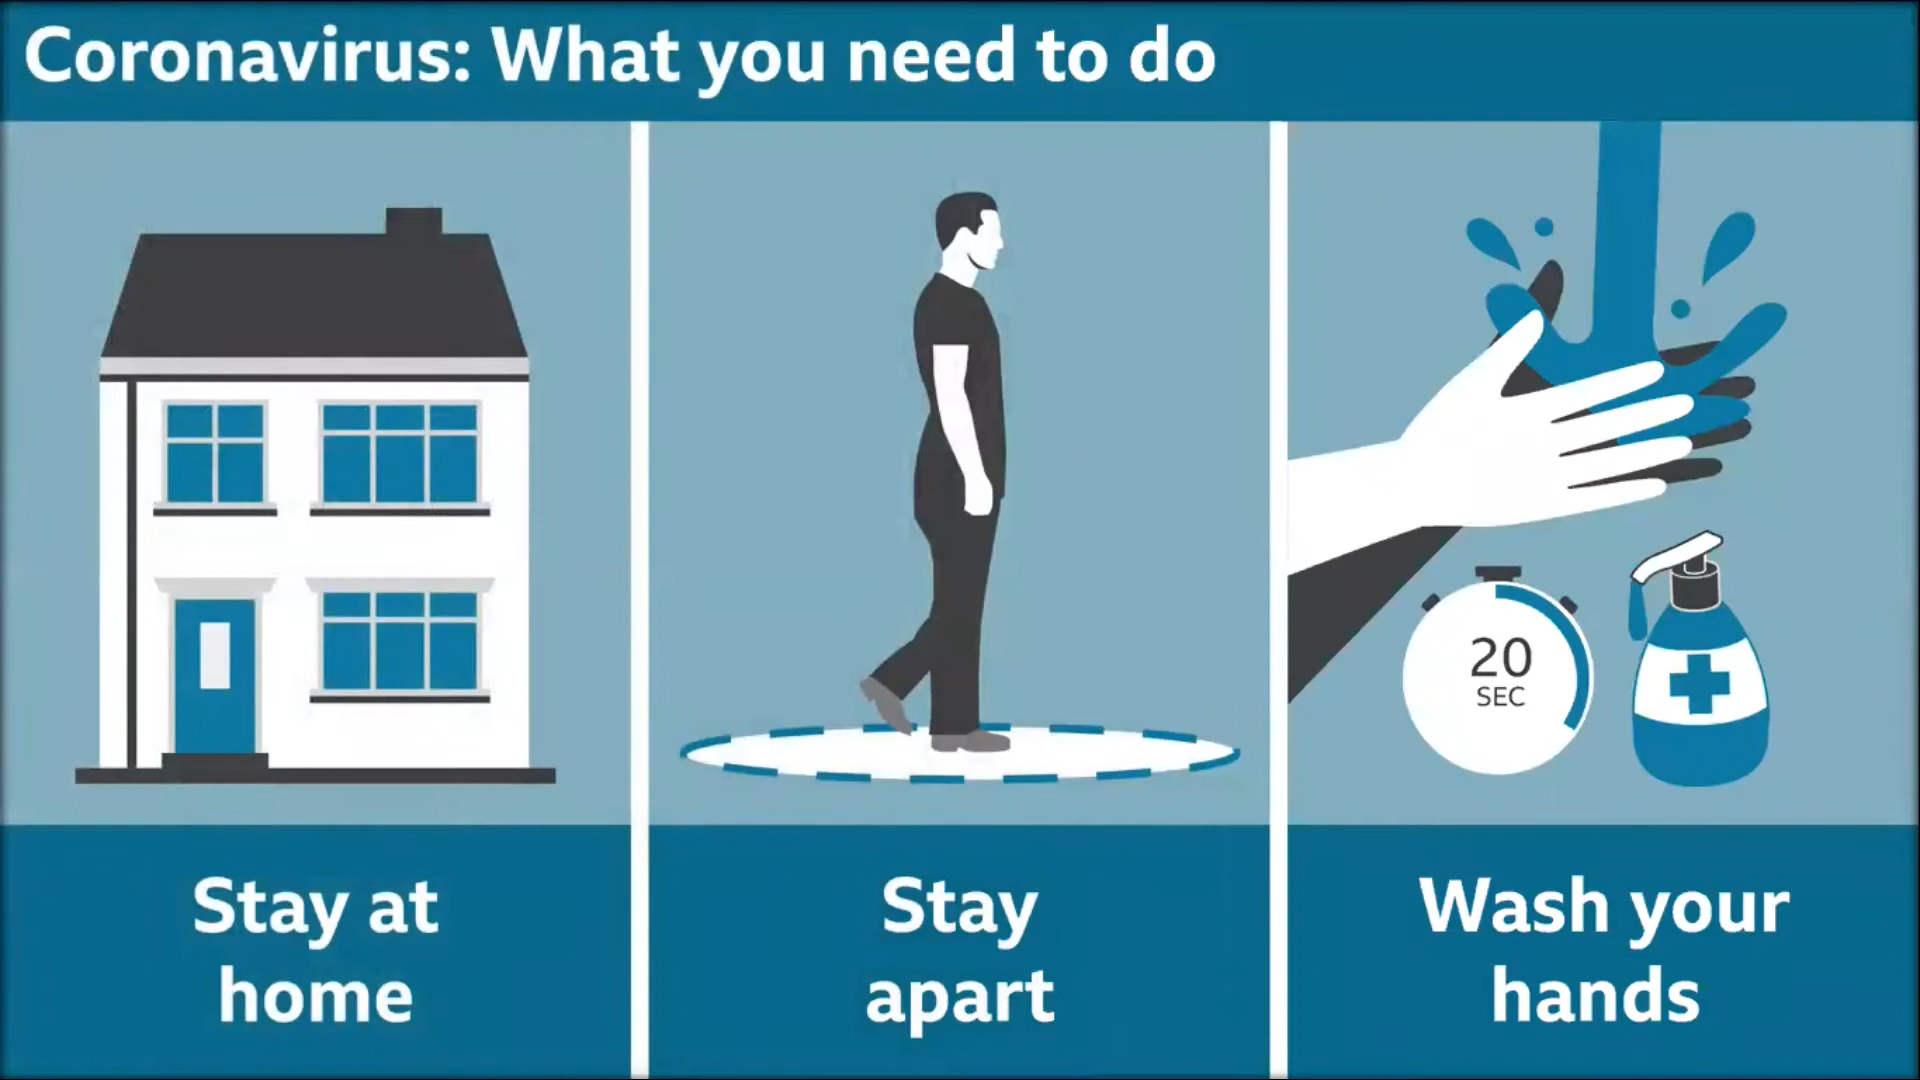 Coronavirus: What you need to do
20
SEC
Stay at
home
Stay
apart
Wash your
hands